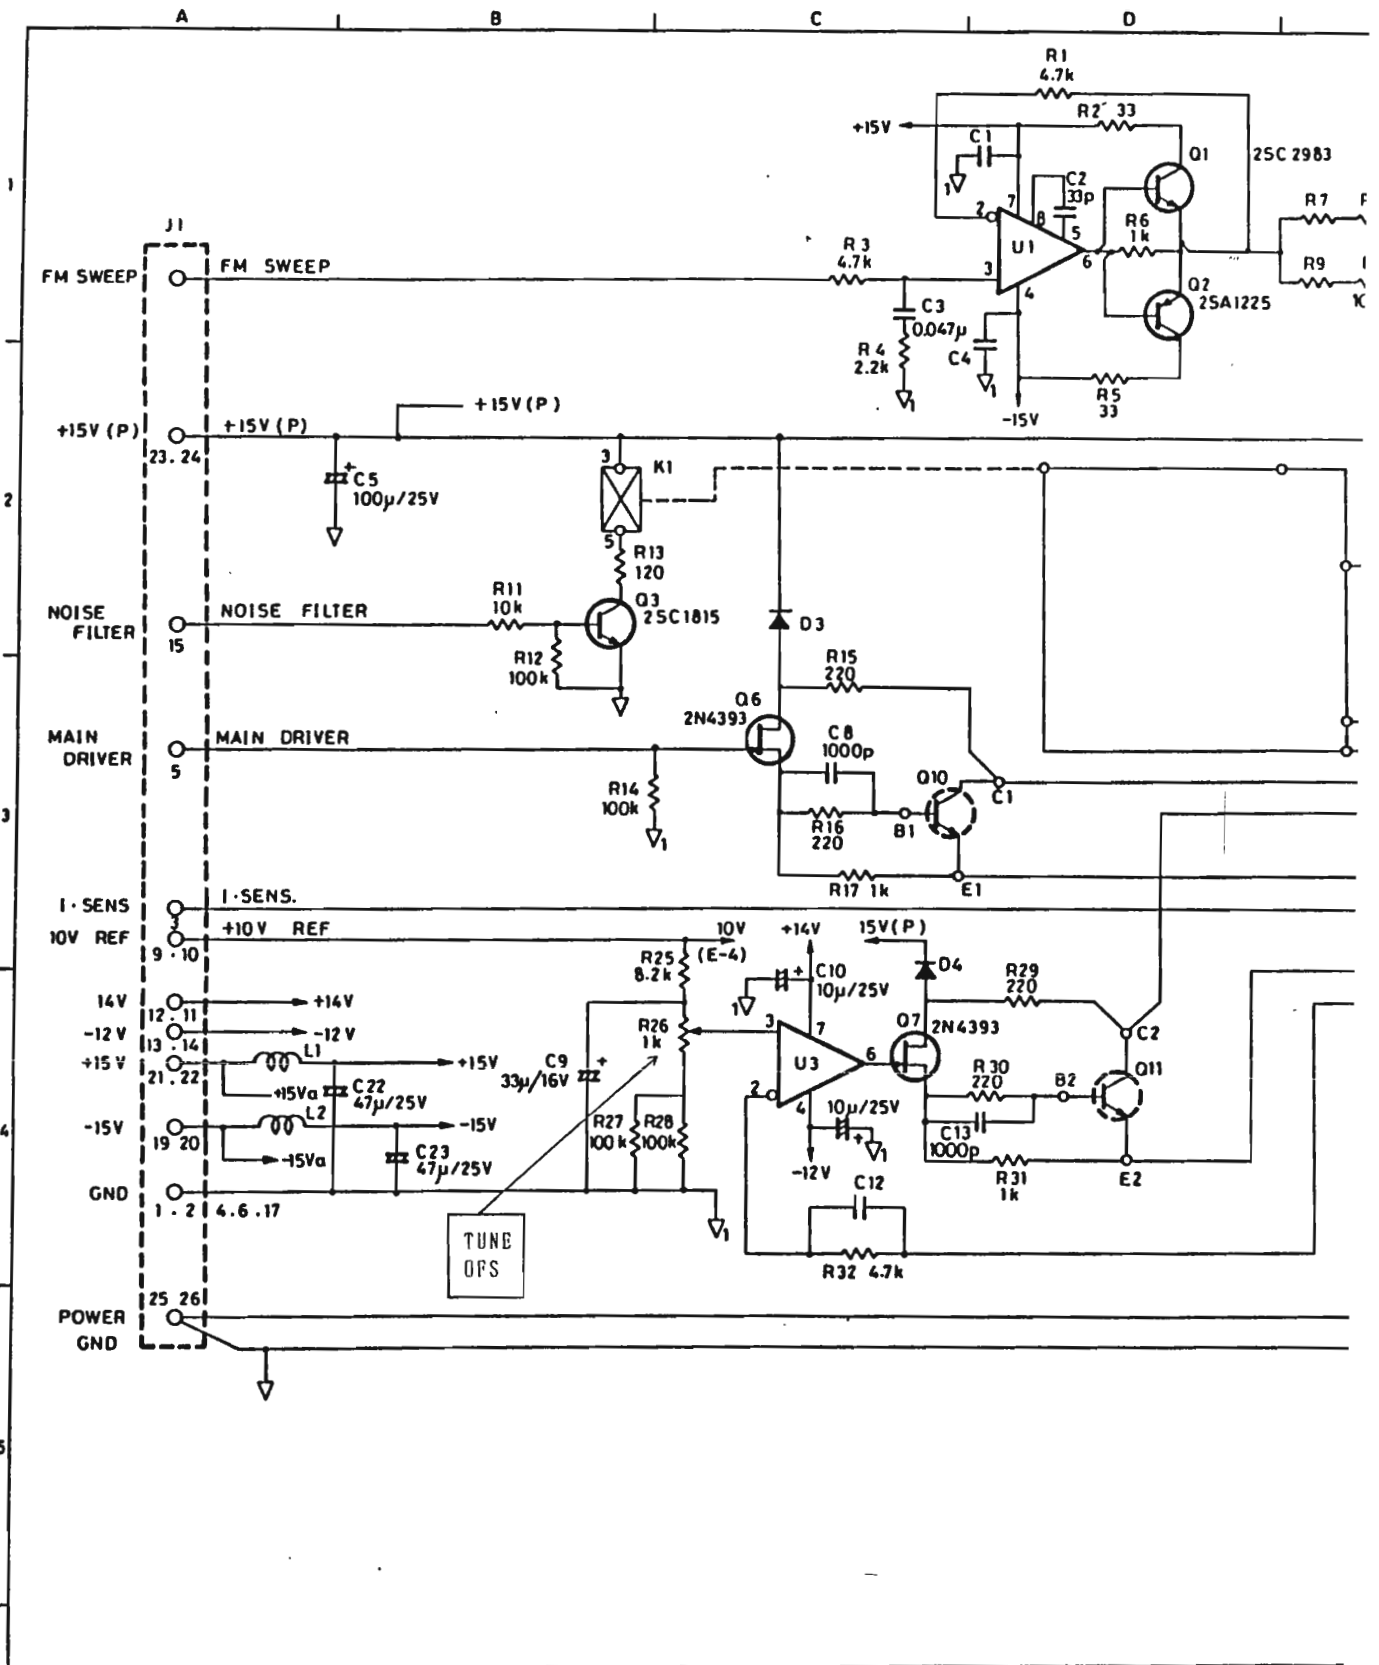 A B C D
R1
4.7k
R2 33
+15V
C1
Q1
2SC2983
1
1
7
C2
33p
8
2
5
R6
1k
R7
J1
U1
6
FM SWEEP
FM SWEEP
R3
4.7k
3
R9
4
Q2
2SA1225
C3
0.047µ
C4
R4
2.2k
1
1
R5
33
-15V
+15V(P)
+15V(P)
+15V(P)
23.24
3
K1
+
C5
100µ/25V
2
5
R13
120
R11
10k
Q3
2SC1815
NOISE
FILTER
NOISE FILTER
15
D3
R12
100k
R15
220
Q6
2N4393
MAIN
DRIVER
MAIN DRIVER
5
C8
1000p
Q10
C1
R14
100k
3
R16
220
B1
1
R17 1k
E1
I·SENS
I·SENS.
3
10V REF
+10V REF
9·10
10V
(E-4)
+14V
15V(P)
R25
8.2k
+
C10
10µ/25V
D4
R29
220
14V
+14V
12.11
1
-12V
-12V
13.14
R26
1k
3
7
Q7
2N4393
C2
+15V
L1
+15V
21.22
C9
33µ/16V
+
U3
6
R30
220
B2
Q11
+15Va
C22
47µ/25V
2
4
10µ/25V
L2
-15V
-15V
19 20
R27
100k
R28
100k
+
1
C13
1000p
4
-15Va
C23
47µ/25V
-12V
R31
1k
E2
GND
1.2
4.6.17
C12
1
TUNE
OFS
R32 4.7k
25 26
POWER
GND
5